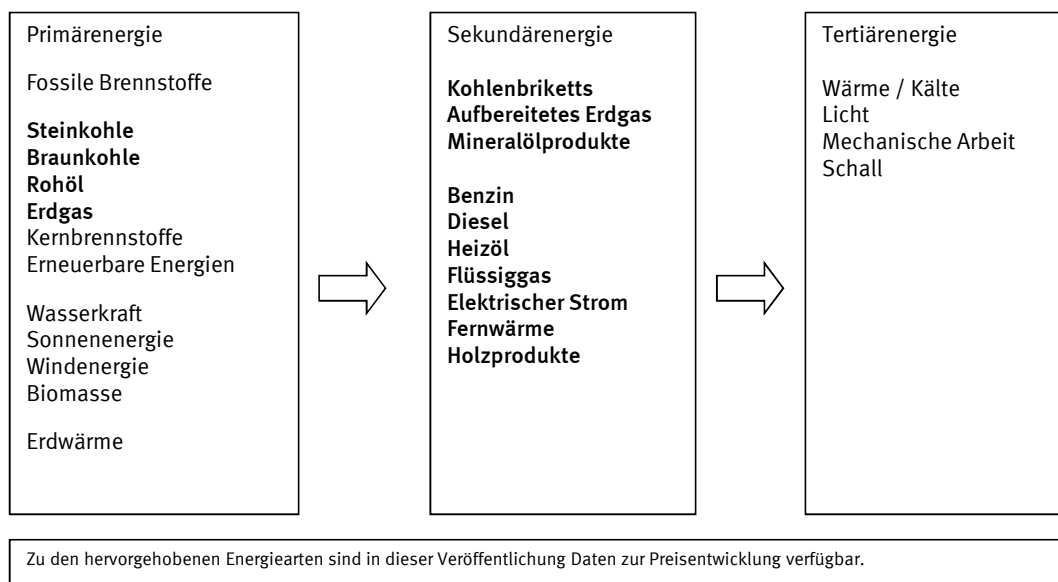 Primärenergie
Fossile Brennstoffe
Steinkohle
Braunkohle
Rohöl
Erdgas
Kernbrennstoffe
Erneuerbare Energien
Wasserkraft
Sonnenenergie
Windenergie
Biomasse
Erdwärme
Sekundärenergie
Kohlenbriketts
Aufbereitetes Erdgas
Mineralölprodukte
Benzin
Diesel
Heizöl
Flüssiggas
Elektrischer Strom
Fernwärme
Holzprodukte
Tertiärenergie
Wärme / Kälte
Licht
Mechanische Arbeit
Schall
Zu den hervorgehobenen Energiearten sind in dieser Veröffentlichung Daten zur Preisentwicklung verfügbar.